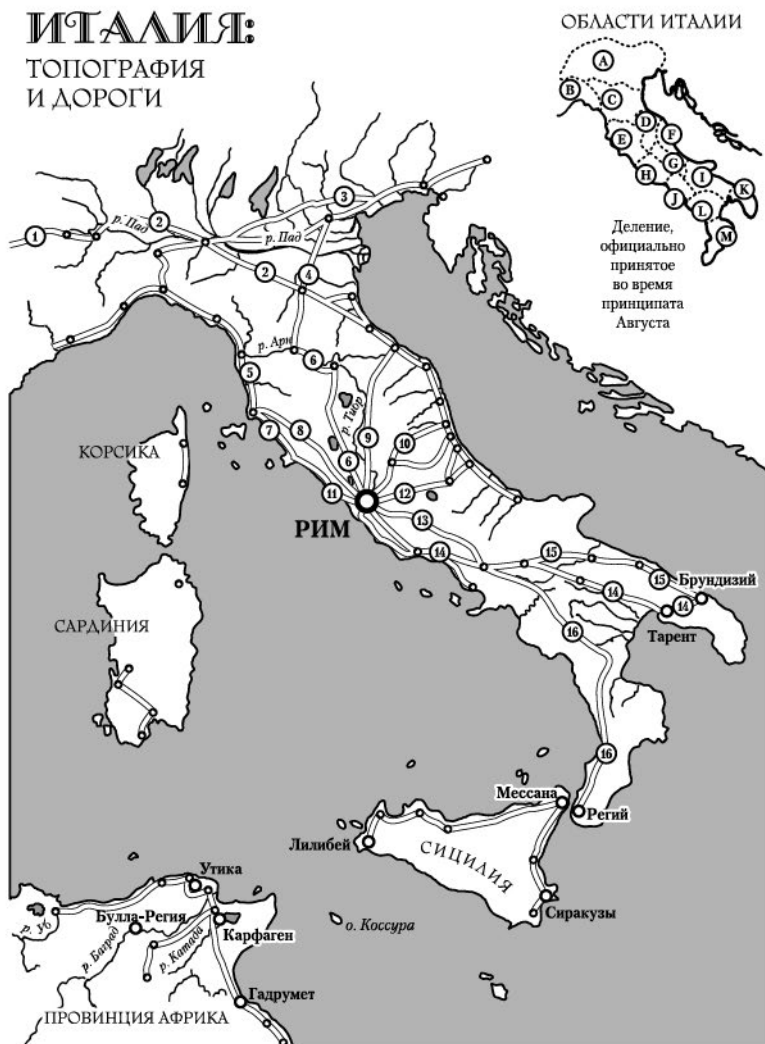 ИТАЛИЯ:
ТОПОГРАФИЯ
И ДОРОГИ
ОБЛАСТИ ИТАЛИИ
A
B
C
D
E
F
G
H
I
J
K
L
M
Деление,
официально
принятое
во время
принципата
Августа
1
р. Пад
2
3
р. Пад
2
4
р. Арн
5
6
р. Тибр
7
8
9
10
6
11
12
РИМ
13
14
15
15
14
14
Брундизий
Тарент
16
16
КОРСИКА
САРДИНИЯ
Мессана
Регий
Лилибей
СИЦИЛИЯ
Сиракузы
Утика
Булла-Регия
Карфаген
о. Коссура
р. Баград
р. Катада
Гадрумет
ПРОВИНЦИЯ АФРИКА